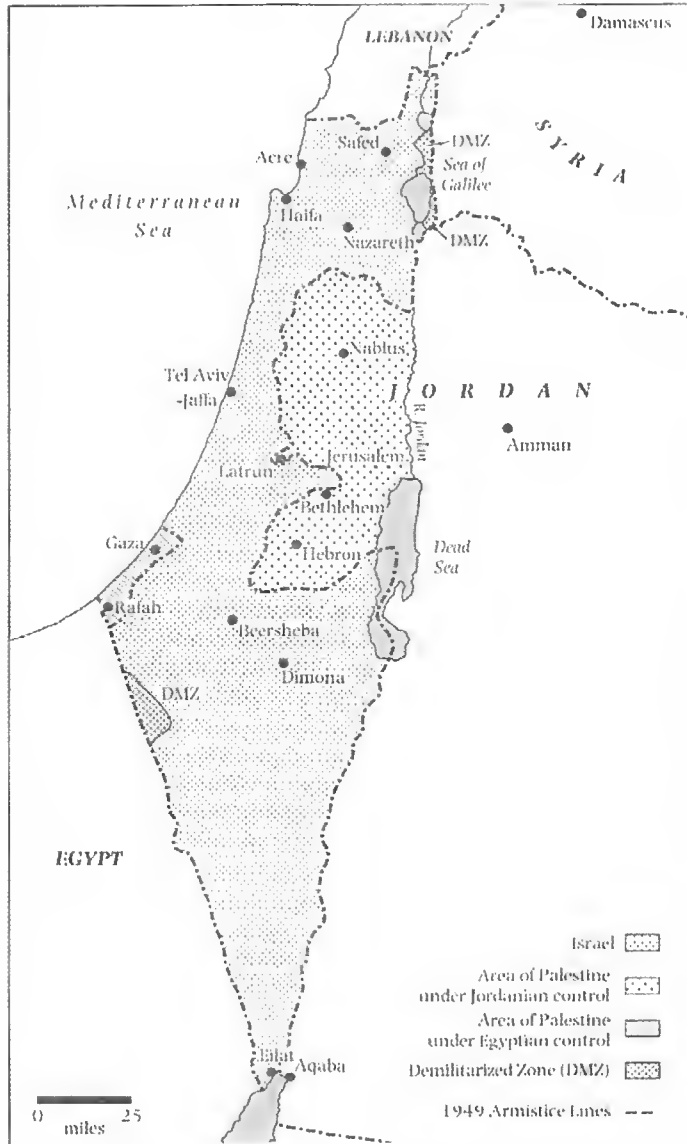 LEBANON
Damascus
SYRIA
DMZ
Safed
Acre
Sea of
Galilee
Mediterranean
Sea
Haifa
Nazareth
DMZ
Nablus
Tel Aviv
-Jaffa
JORDAN
R. Jordan
Amman
Latrun
Jerusalem
Bethlehem
Gaza
Hebron
Dead
Sea
Rafah
Beersheba
Dimona
DMZ
EGYPT
Israel
Area of Palestine
under Jordanian control
Area of Palestine
under Egyptian control
Demilitarized Zone (DMZ)
1949 Armistice Lines
Eilat
Aqaba
0 25
miles